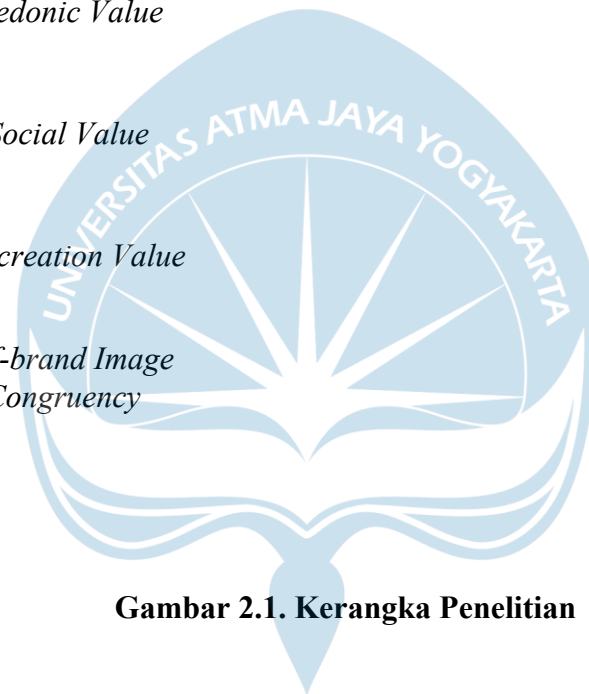 edonic Value
Social Value
UNIVERSITAS ATMA JAYA YOGYAKARTA
creation Value
f-brand Image
Congruency
Gambar 2.1. Kerangka Penelitian